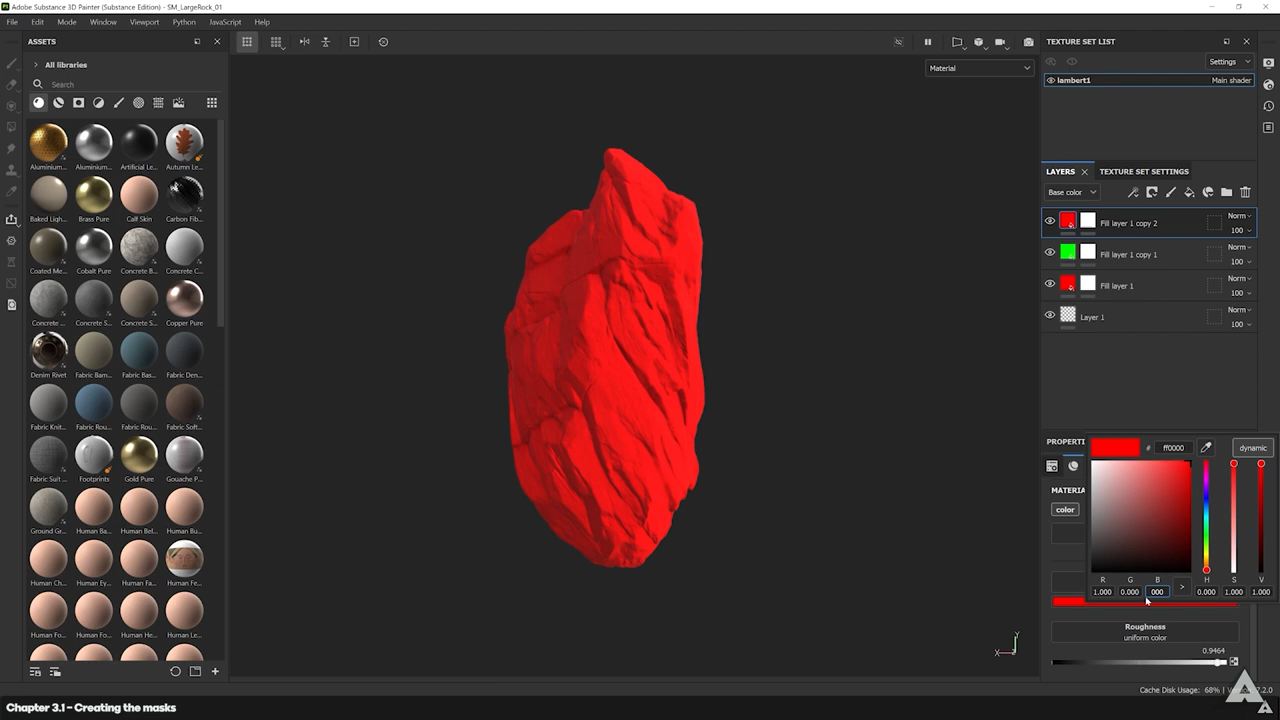 Adobe Substance 3D Painter (Substance Edition) - SM_LargeRock_01
File Edit Mode Window Viewport Python JavaScript Help
ASSETS
All libraries
Search
Aluminium... Aluminium... Artificial Le... Autumn Le...
Baked Ligh... Brass Pure Calf Skin Carbon Fib...
Coated Me... Cobalt Pure Concrete B... Concrete C...
Concrete ... Concrete S... Concrete S... Copper Pure
Denim Rivet Fabric Bam... Fabric Bas... Fabric Den...
Fabric Knit... Fabric Rou... Fabric Rou... Fabric Soft...
Fabric Suit ... Footprints Gold Pure Gouache P...
Ground Gr... Human Ba... Human Bel... Human Bu...
Human Ch... Human Ey... Human Fa... Human Fe...
Human Fo... Human Fo... Human He... Human Le...
Material
Y
X
TEXTURE SET LIST
Settings
lambert1 Main shader
LAYERS TEXTURE SET SETTINGS
Base color
Fill layer 1 copy 2 Norm 100
Fill layer 1 copy 1 Norm 100
Fill layer 1 Norm 100
Layer 1 Norm 100
PROPERTI
# ff0000 dynamic
MATERIA
color
R G B H S V
1.000 0.000 000 > 0.000 1.000 1.000
Roughness
uniform color
0.9464
Cache Disk Usage: 68%
Chapter 3.1 – Creating the masks